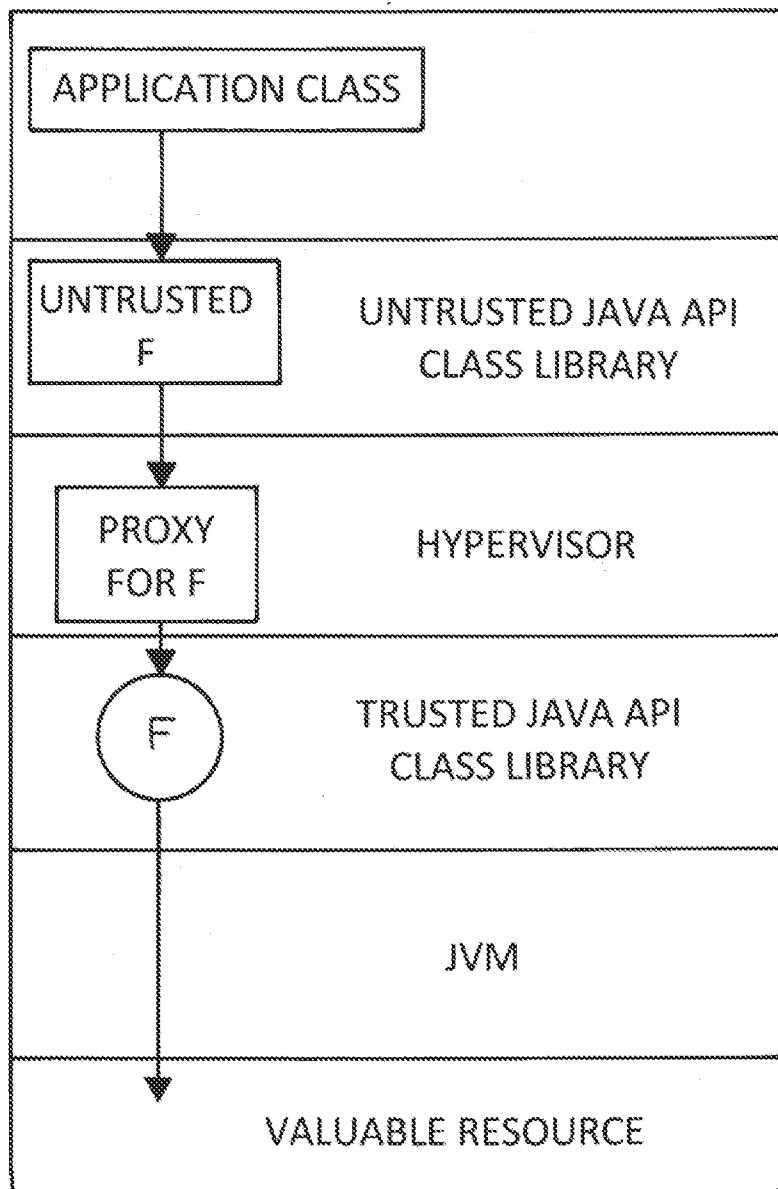 APPLICATION CLASS
UNTRUSTED
F
UNTRUSTED JAVA API
CLASS LIBRARY
PROXY
FOR F
HYPERVISOR
F
TRUSTED JAVA API
CLASS LIBRARY
JVM
VALUABLE RESOURCE